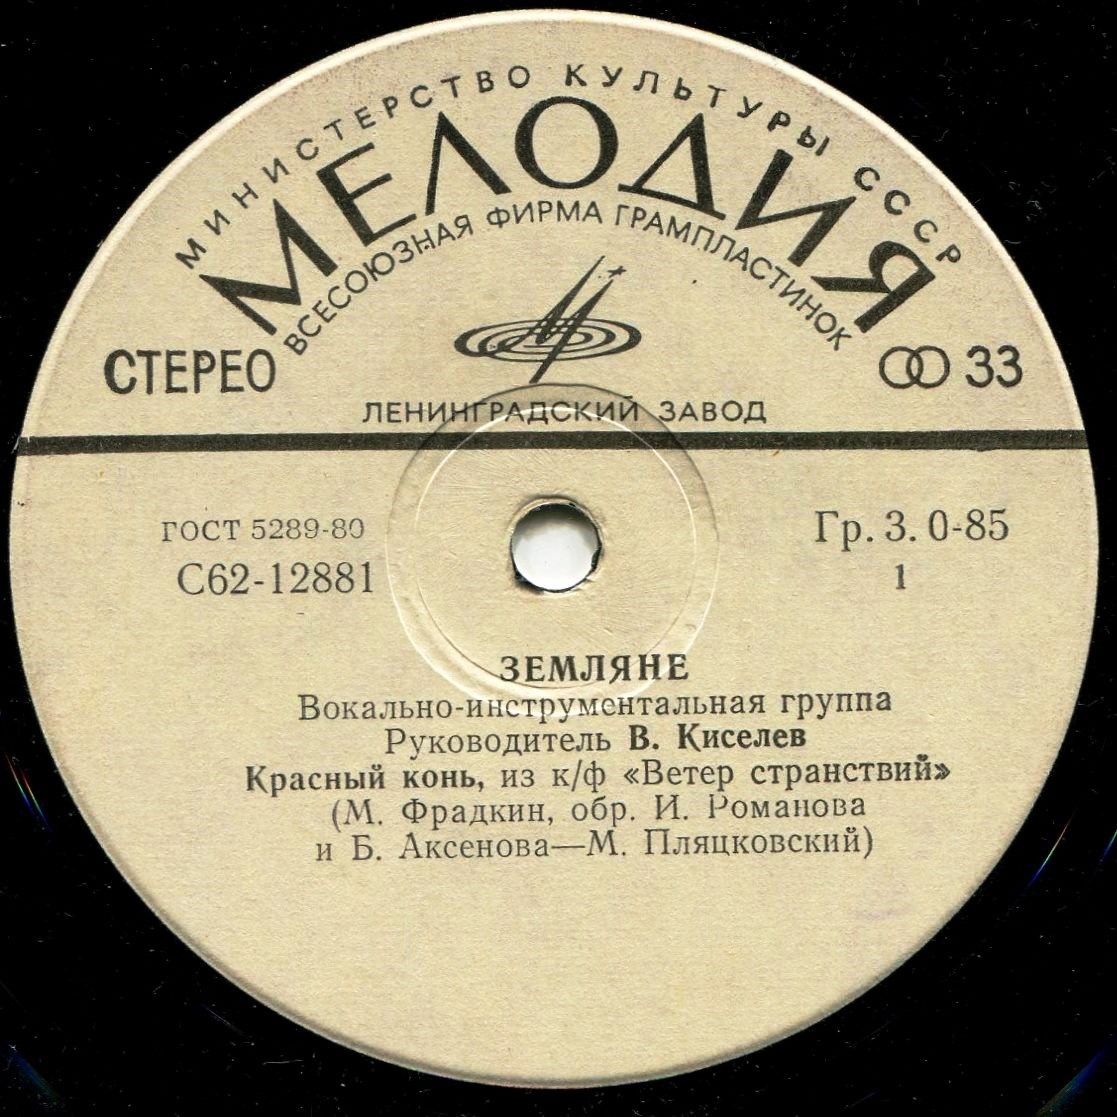 МИНИСТЕРСТВО КУЛЬТУРЫ СССР
МЕЛОДИЯ
ВСЕСОЮЗНАЯ ФИРМА ГРАМПЛАСТИНОК
СТЕРЕО 33
ЛЕНИНГРАДСКИЙ ЗАВОД
ГОСТ 5289-80 Гр. 3. 0-85
С62-12881 1
ЗЕМЛЯНЕ
Вокально-инструментальная группа
Руководитель В. Киселев
Красный конь, из к/ф «Ветер странствий»
(М. Фрадкин, обр. И. Романова
и Б. Аксенова—М. Пляцковский)